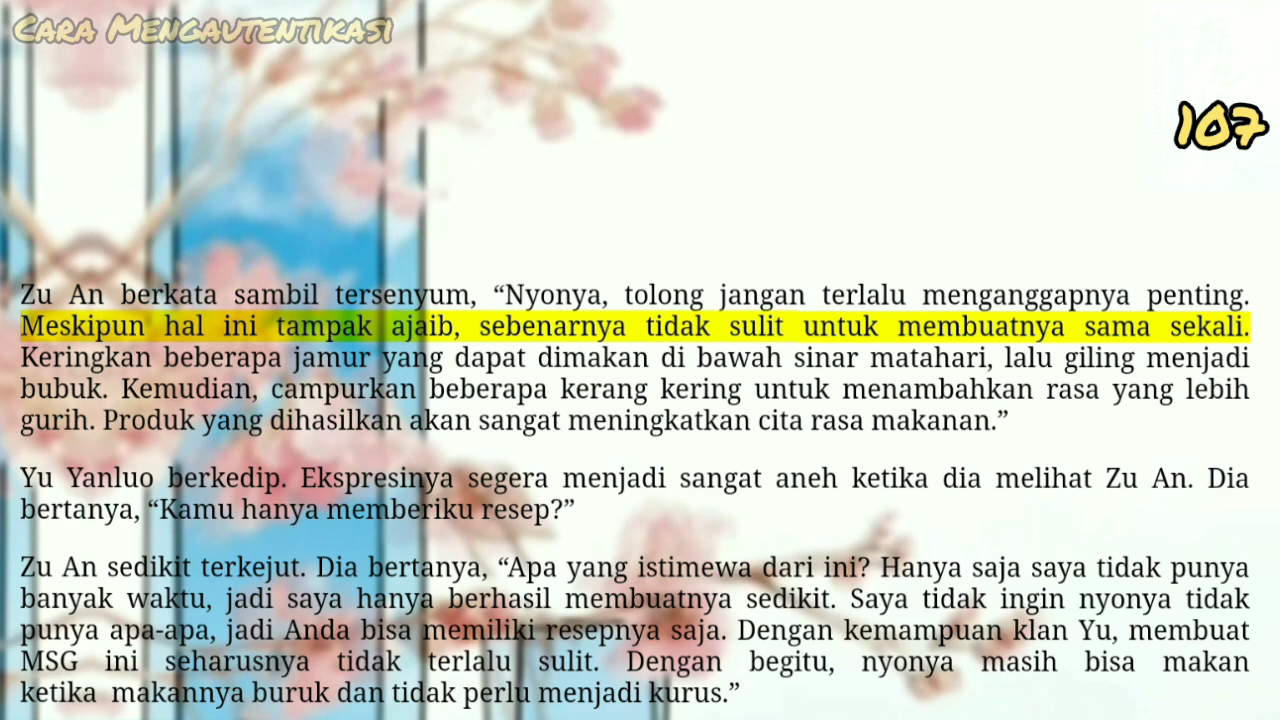 Cara Mengautentikasi
107
Zu An berkata sambil tersenyum, “Nyonya, tolong jangan terlalu menganggapnya penting.
Meskipun hal ini tampak ajaib, sebenarnya tidak sulit untuk membuatnya sama sekali.
Keringkan beberapa jamur yang dapat dimakan di bawah sinar matahari, lalu giling menjadi
bubuk. Kemudian, campurkan beberapa kerang kering untuk menambahkan rasa yang lebih
gurih. Produk yang dihasilkan akan sangat meningkatkan cita rasa makanan.”
Yu Yanluo berkedip. Ekspresinya segera menjadi sangat aneh ketika dia melihat Zu An. Dia
bertanya, “Kamu hanya memberiku resep?”
Zu An sedikit terkejut. Dia bertanya, “Apa yang istimewa dari ini? Hanya saja saya tidak punya
banyak waktu, jadi saya hanya berhasil membuatnya sedikit. Saya tidak ingin nyonya tidak
punya apa-apa, jadi Anda bisa memiliki resepnya saja. Dengan kemampuan klan Yu, membuat
MSG ini seharusnya tidak terlalu sulit. Dengan begitu, nyonya masih bisa makan
ketika makannya buruk dan tidak perlu menjadi kurus.”